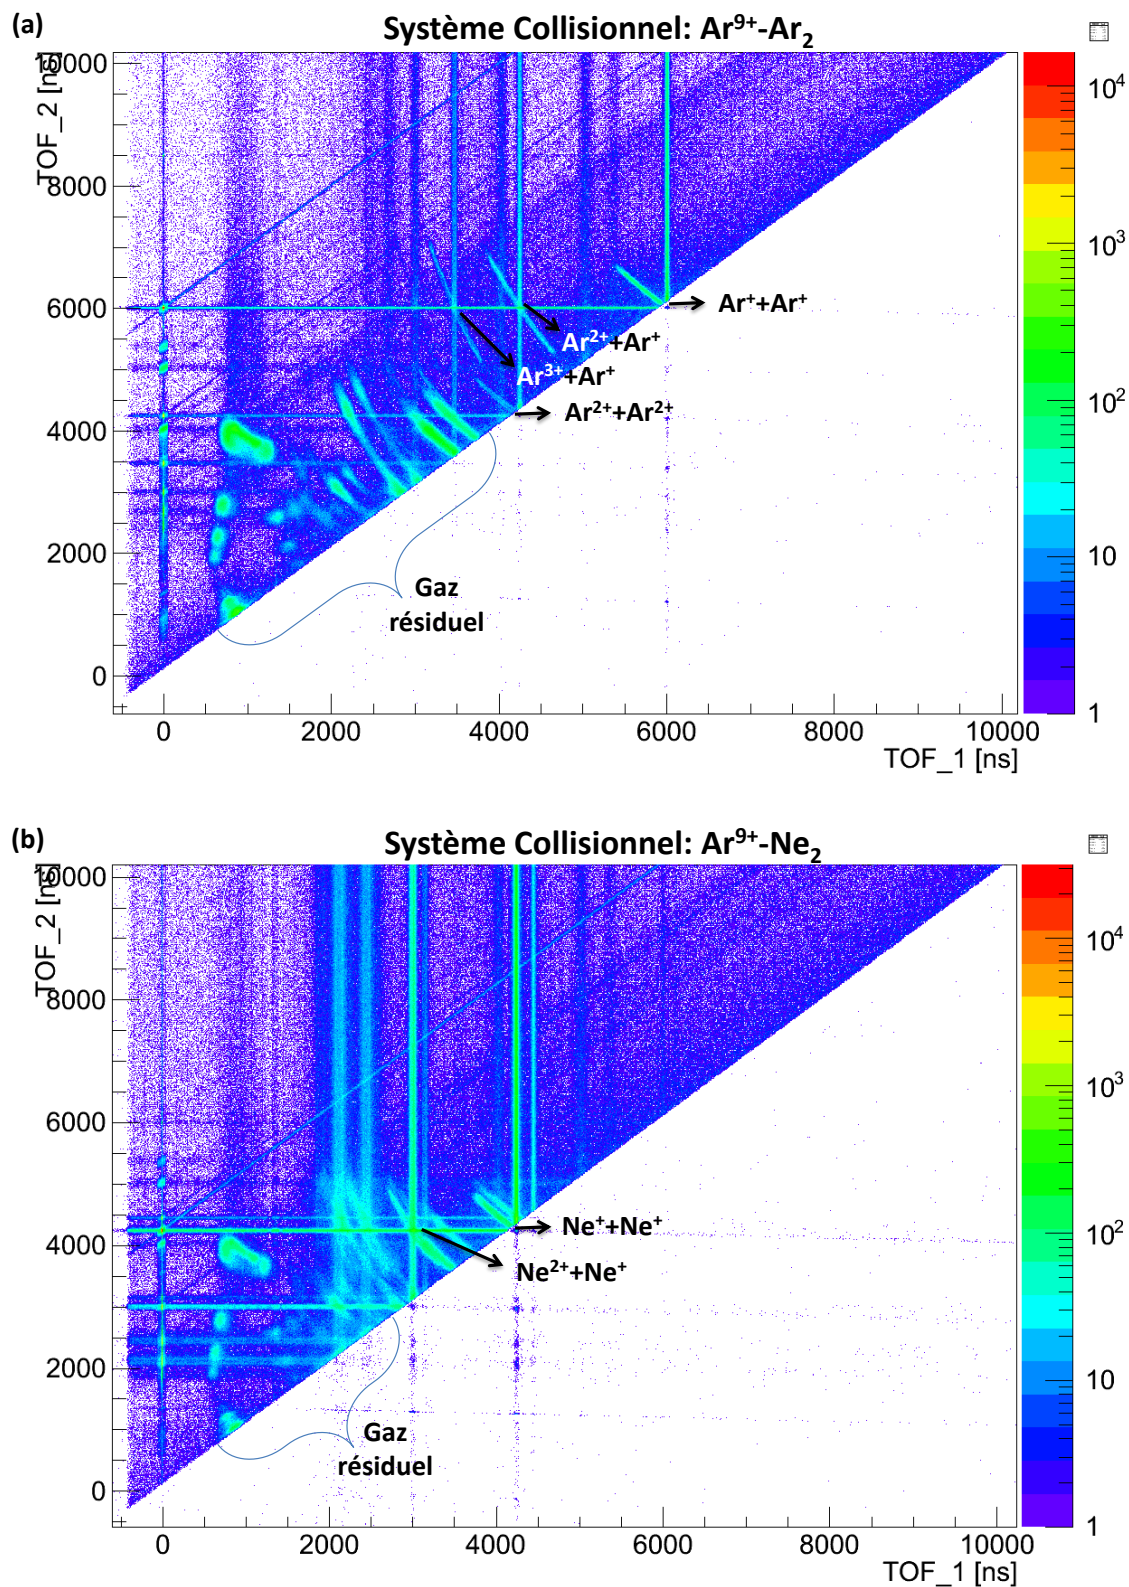 (a)
Système Collisionnel: Ar⁹⁺-Ar₂
TOF_2 [ns]
10000
8000
6000
4000
2000
0
Ar⁺+Ar⁺
Ar²⁺+Ar⁺
Ar³⁺+Ar⁺
Ar²⁺+Ar²⁺
Gaz
résiduel
0
2000
4000
6000
8000
10000
TOF_1 [ns]
10⁴
10³
10²
10
1
(b)
Système Collisionnel: Ar⁹⁺-Ne₂
TOF_2 [ns]
10000
8000
6000
4000
2000
0
Ne⁺+Ne⁺
Ne²⁺+Ne⁺
Gaz
résiduel
0
2000
4000
6000
8000
10000
TOF_1 [ns]
10⁴
10³
10²
10
1